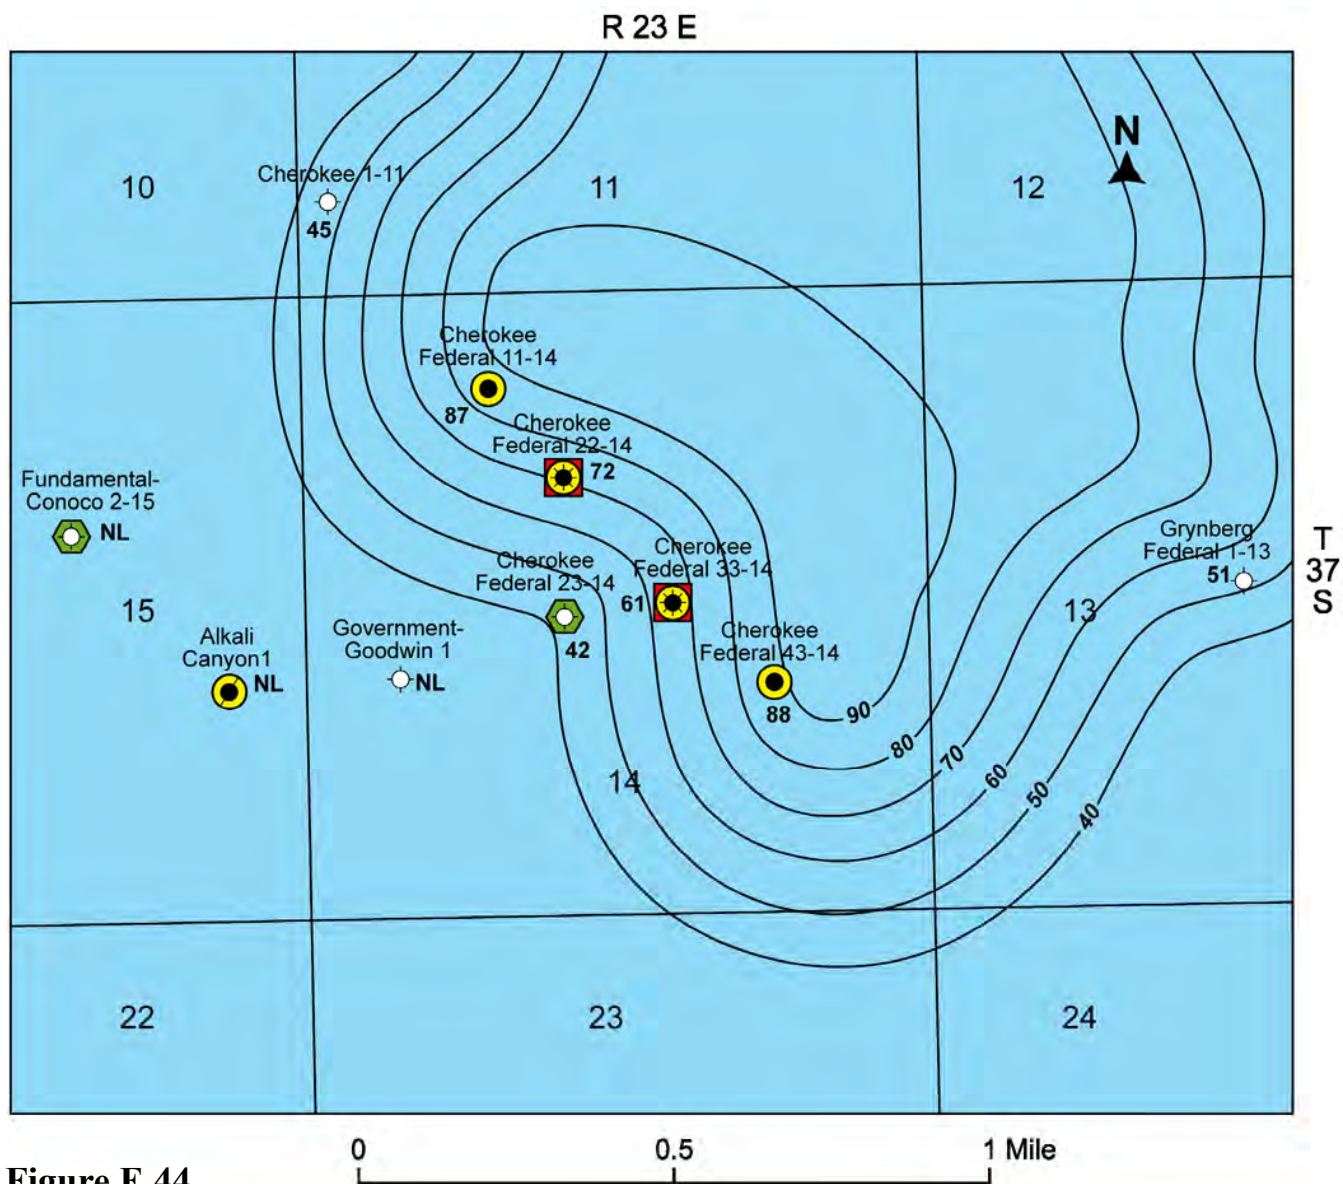 R 23 E
N
10
11
12
Cherokee 1-11
45
Cherokee
Federal 11-14
87
Cherokee
Federal 22-14
72
Fundamental-
Conoco 2-15
NL
Grynberg
Federal 1-13
51
T
37
S
Cherokee
Federal 23-14
42
Cherokee
Federal 33-14
61
15
13
Alkali
Canyon1
NL
Government-
Goodwin 1
NL
Cherokee
Federal 43-14
88
14
90
80
70
60
50
40
22
23
24
0 0.5 1 Mile
Figure E.44